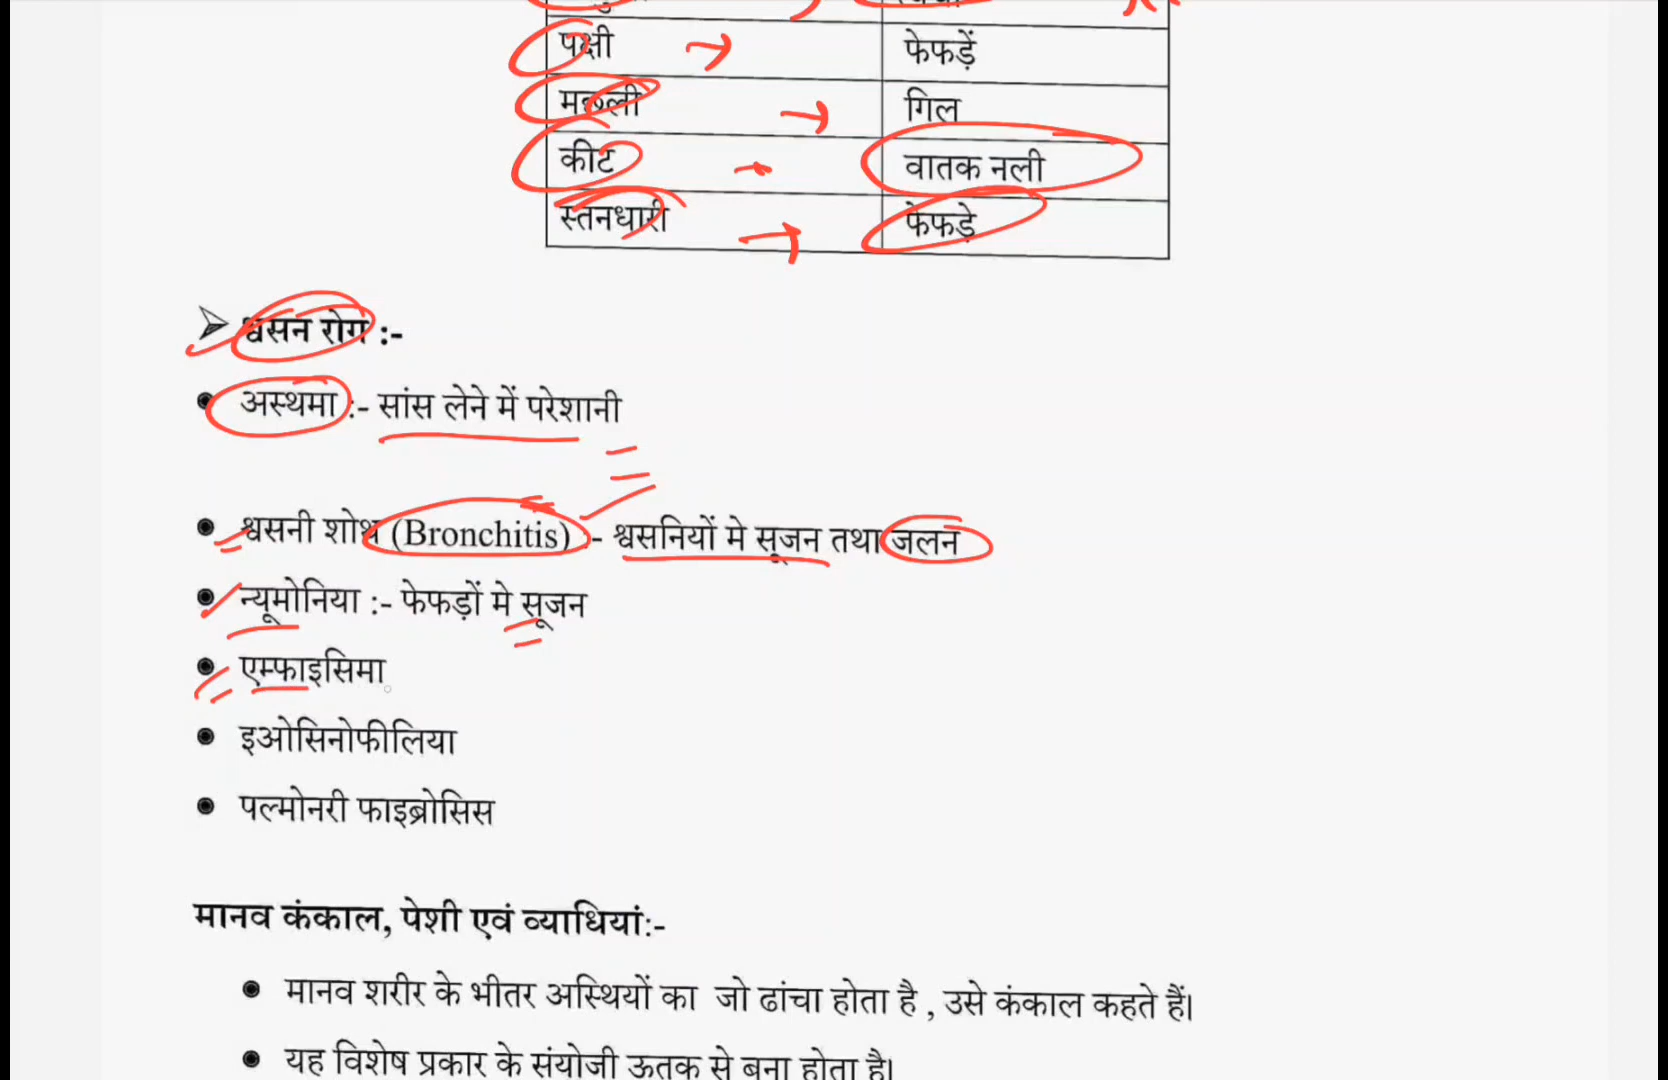 पक्षी फेफड़ें
मछली गिल
कीट वातक नली
स्तनधारी फेफड़े
श्वसन रोग :-
अस्थमा :- सांस लेने में परेशानी
श्वसनी शोथ (Bronchitis) :- श्वसनियों मे सूजन तथा जलन
न्यूमोनिया :- फेफड़ों मे सूजन
एम्फाइसिमा
इओसिनोफीलिया
पल्मोनरी फाइब्रोसिस
मानव कंकाल, पेशी एवं व्याधियां:-
मानव शरीर के भीतर अस्थियों का जो ढांचा होता है , उसे कंकाल कहते हैं।
यह विशेष प्रकार के संयोजी ऊतक से बना होता है।